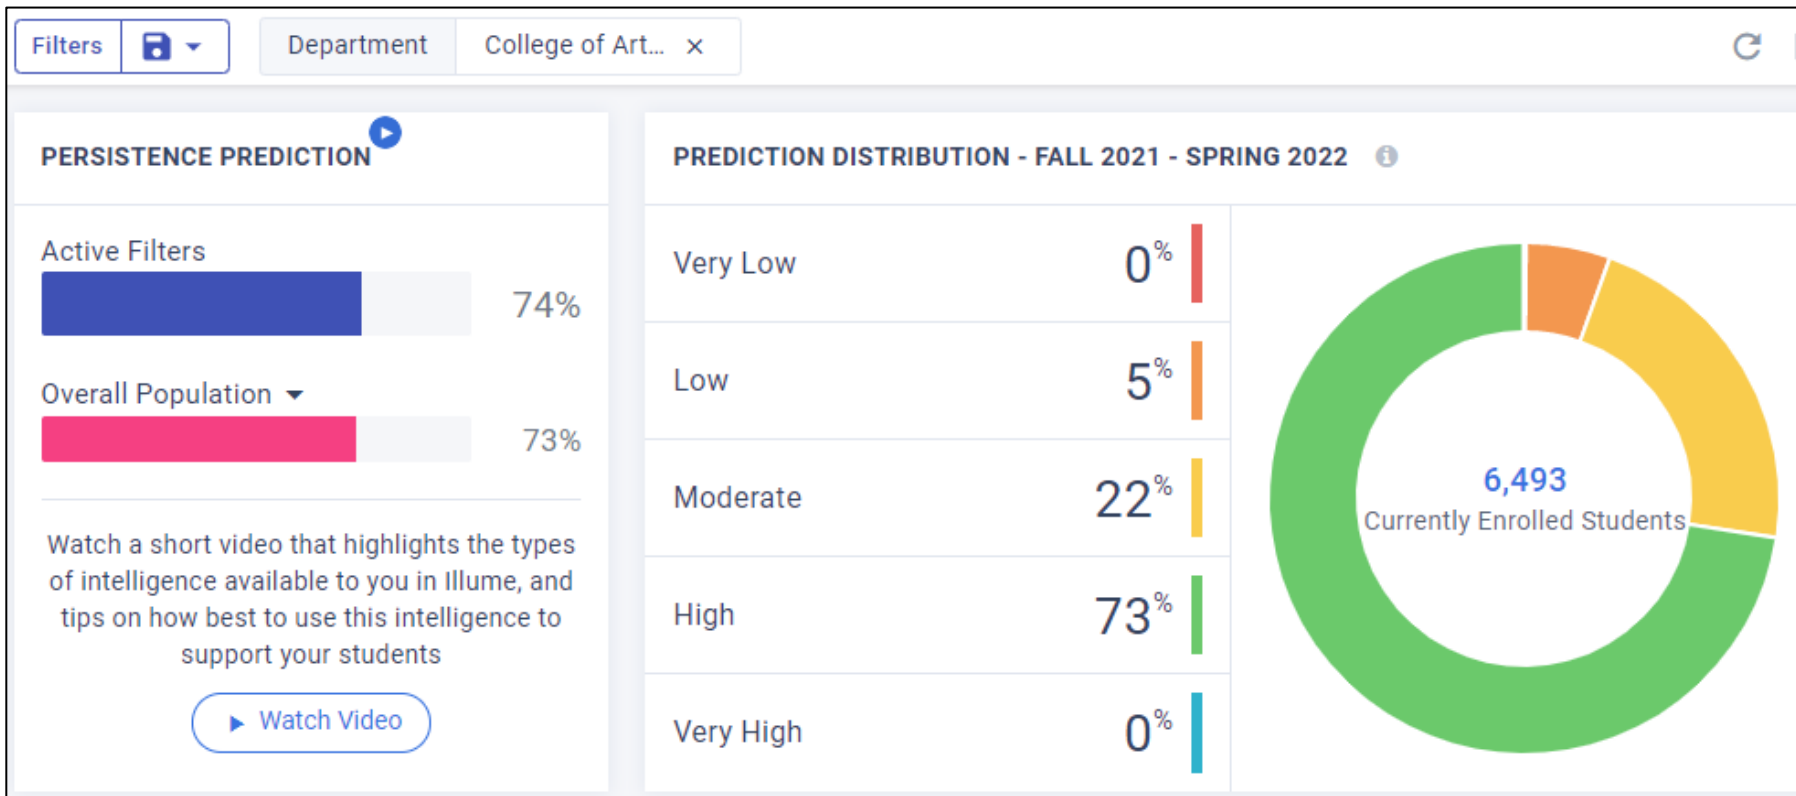 Filters
Department
College of Art...
PERSISTENCE PREDICTION
Active Filters
74%
Overall Population
73%
Watch a short video that highlights the types
of intelligence available to you in Illume, and
tips on how best to use this intelligence to
support your students
Watch Video
PREDICTION DISTRIBUTION - FALL 2021 - SPRING 2022
Very Low
0%
Low
5%
Moderate
22%
High
73%
Very High
0%
6,493
Currently Enrolled Students